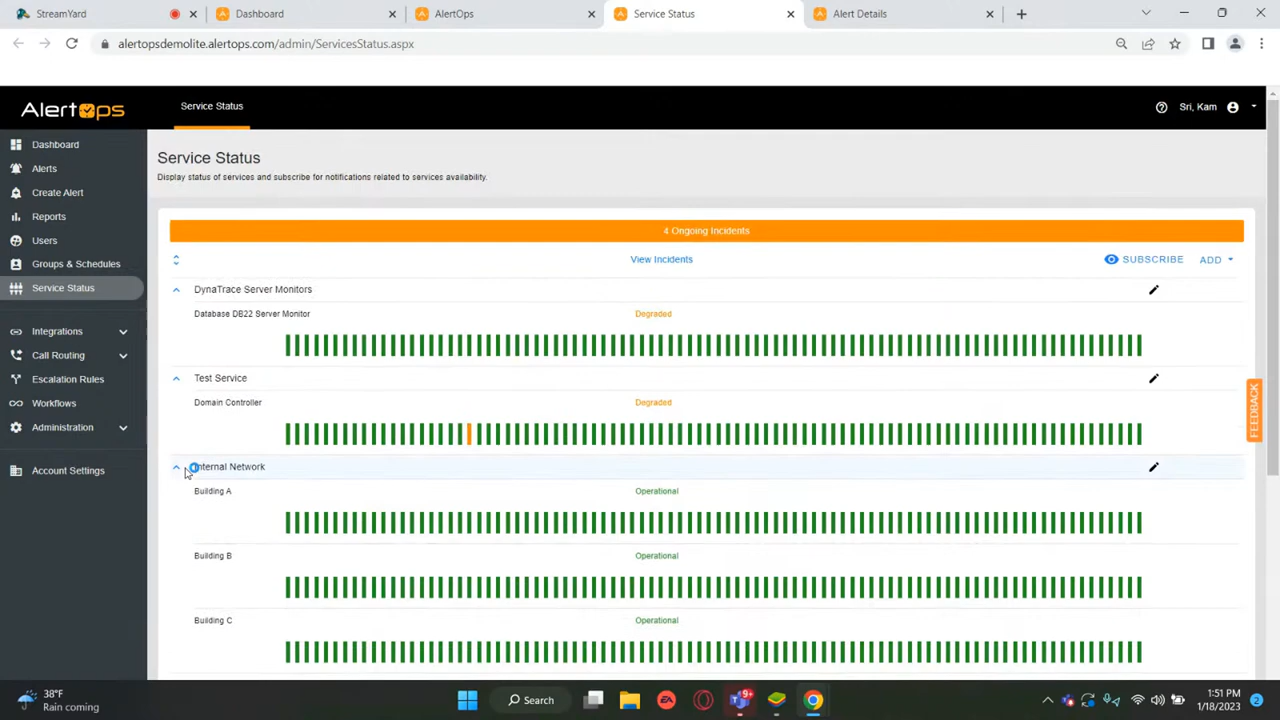 StreamYard
Dashboard
AlertOps
Service Status
Alert Details
alertopsdemolite.alertops.com/admin/ServicesStatus.aspx
AlertOps
Service Status
Sri, Kam
Dashboard
Alerts
Create Alert
Reports
Users
Groups & Schedules
Service Status
Integrations
Call Routing
Escalation Rules
Workflows
Administration
Account Settings
Service Status
Display status of services and subscribe for notifications related to services availability.
4 Ongoing Incidents
View Incidents
SUBSCRIBE
ADD
DynaTrace Server Monitors
Database DB22 Server Monitor
Degraded
Test Service
Domain Controller
Degraded
Internal Network
Building A
Operational
Building B
Operational
Building C
Operational
FEEDBACK
38°F
Rain coming
Search
9+
1:51 PM
1/18/2023
2